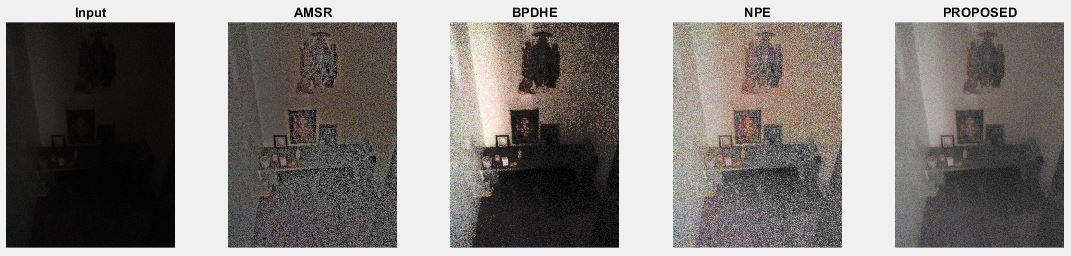 Input
AMSR
BPDHE
NPE
PROPOSED